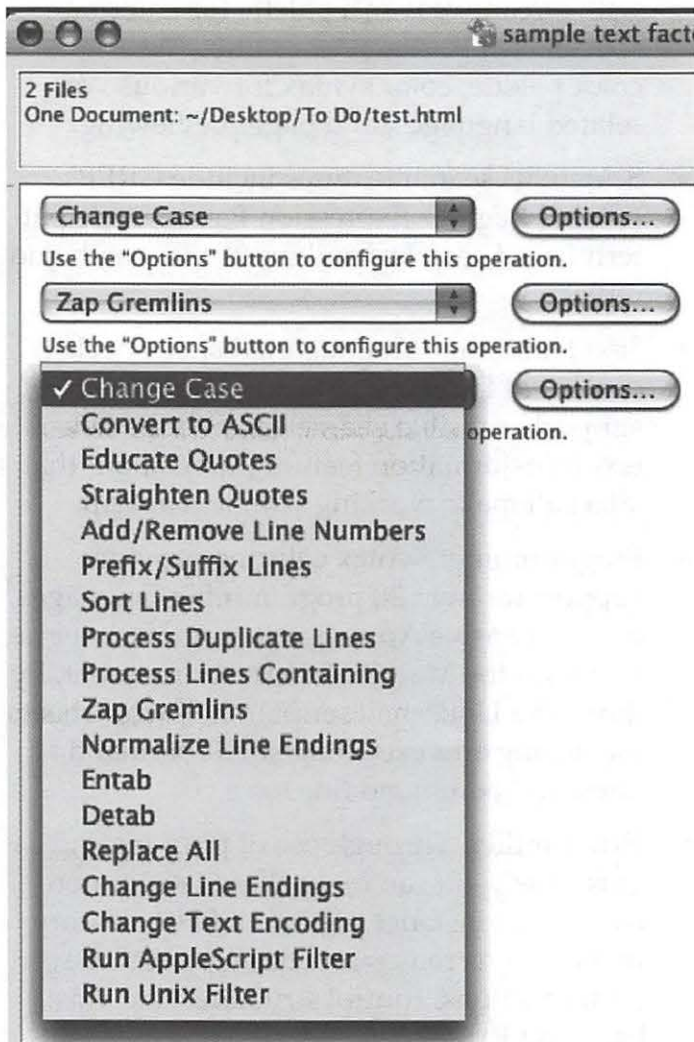 sample text facto
2 Files
One Document: ~/Desktop/To Do/test.html
Change Case Options...
Use the “Options” button to configure this operation.
Zap Gremlins Options...
Use the “Options” button to configure this operation.
✓ Change Case Options...
Convert to ASCII operation.
Educate Quotes
Straighten Quotes
Add/Remove Line Numbers
Prefix/Suffix Lines
Sort Lines
Process Duplicate Lines
Process Lines Containing
Zap Gremlins
Normalize Line Endings
Entab
Detab
Replace All
Change Line Endings
Change Text Encoding
Run AppleScript Filter
Run Unix Filter